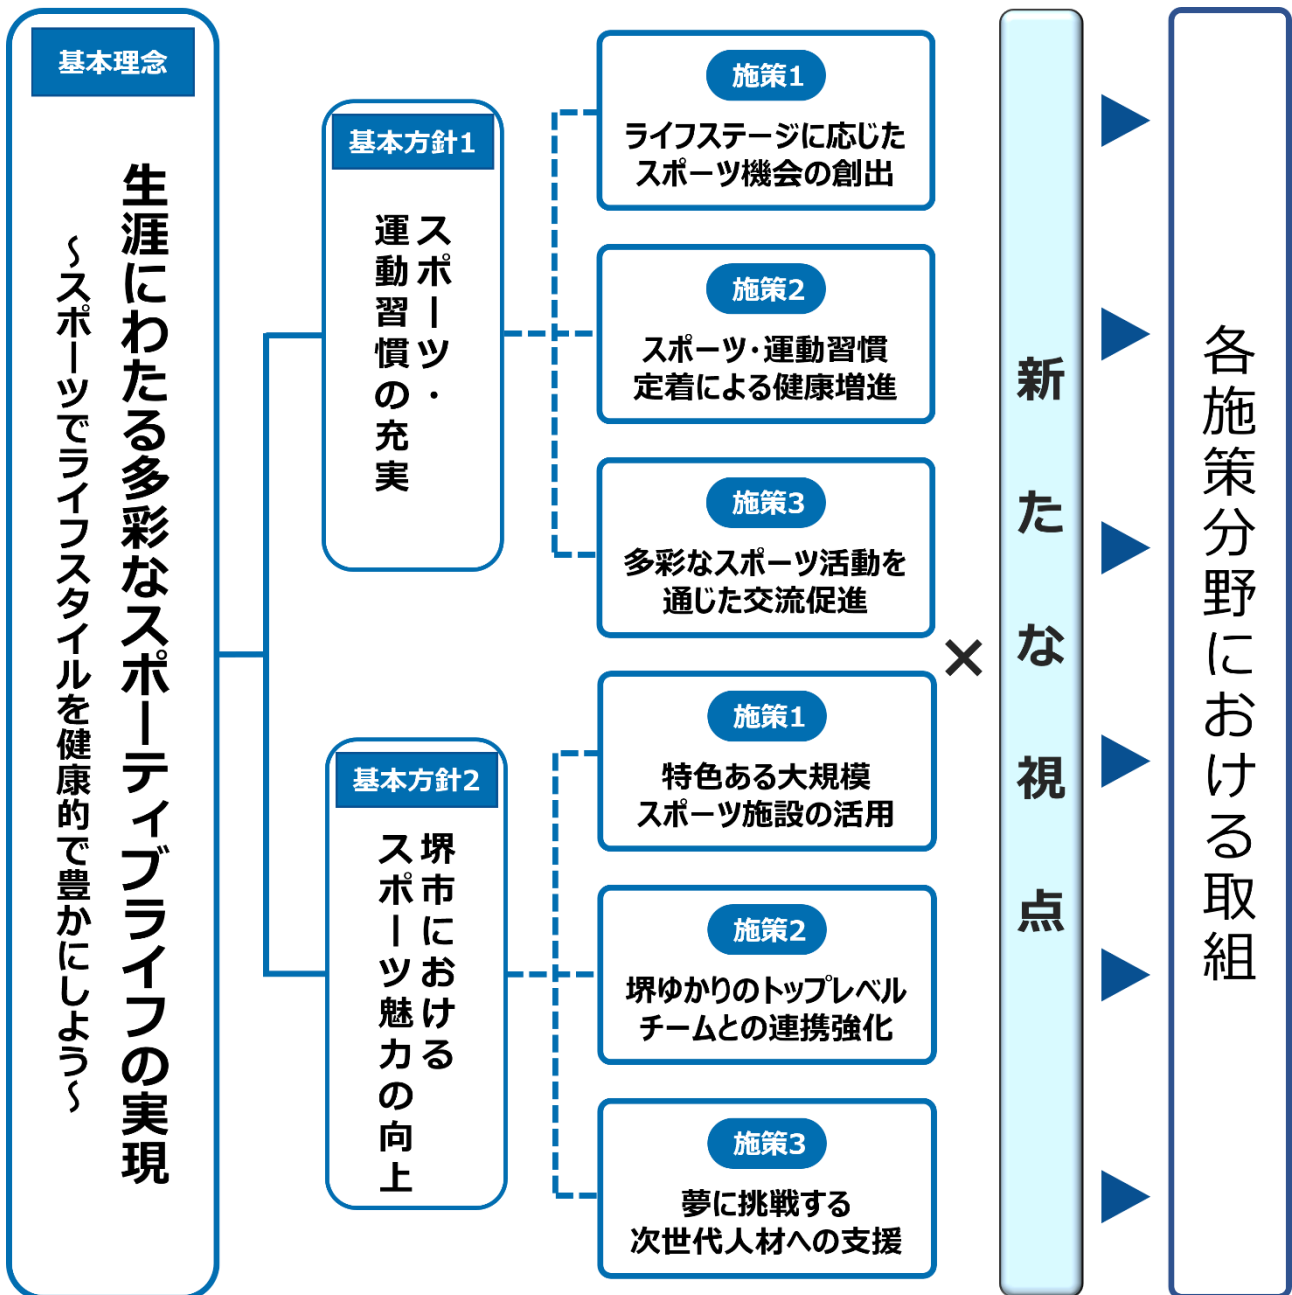 基本理念
生涯にわたる多彩なスポーティブライフの実現
～スポーツでライフスタイルを健康的で豊かにしよう～
基本方針1
スポーツ・
運動習慣の充実
施策1
ライフステージに応じた
スポーツ機会の創出
施策2
スポーツ・運動習慣
定着による健康増進
施策3
多彩なスポーツ活動を
通じた交流促進
基本方針2
堺市における
スポーツ魅力の向上
施策1
特色ある大規模
スポーツ施設の活用
施策2
堺ゆかりのトップレベル
チームとの連携強化
施策3
夢に挑戦する
次世代人材への支援
×
新たな視点
各施策分野における取組